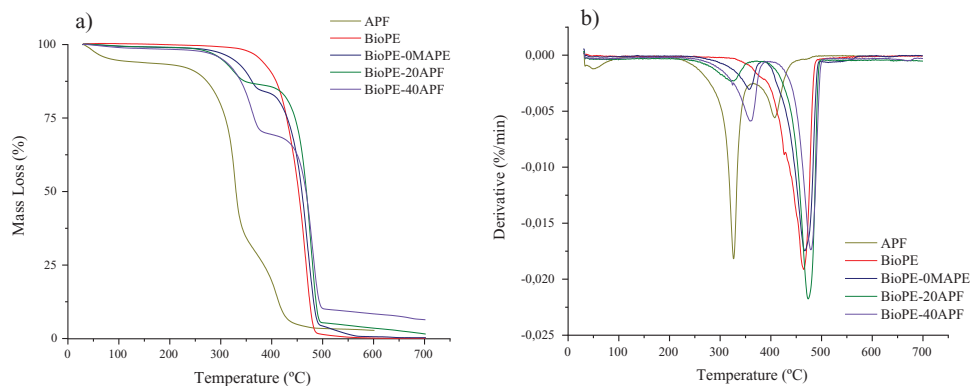 a)
APF
BioPE
BioPE-0MAPE
BioPE-20APF
BioPE-40APF
100
75
50
25
0
Mass Loss (%)
0
100
200
300
400
500
600
700
Temperature (ºC)
b)
0,000
-0,005
-0,010
-0,015
-0,020
-0,025
Derivative (%/min)
APF
BioPE
BioPE-0MAPE
BioPE-20APF
BioPE-40APF
0
100
200
300
400
500
600
700
Temperature (ºC)